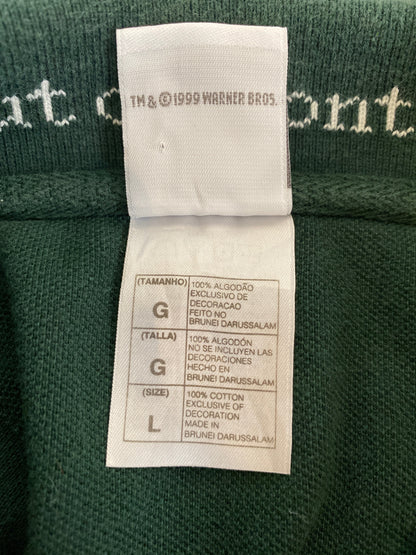 at
TM & ©1999 WARNER BROS.
(TAMANHO)
G
100% ALGODÃO
EXCLUSIVO DE
DECORACAO
FEITO NO
BRUNEI DARUSSALAM
(TALLA)
G
100% ALGODÓN
NO SE INCLUYEN LAS
DECORACIONES
HECHO EN
BRUNEI DARUSSALAM
(SIZE)
L
100% COTTON
EXCLUSIVE OF
DECORATION
MADE IN
BRUNEI DARUSSALAM